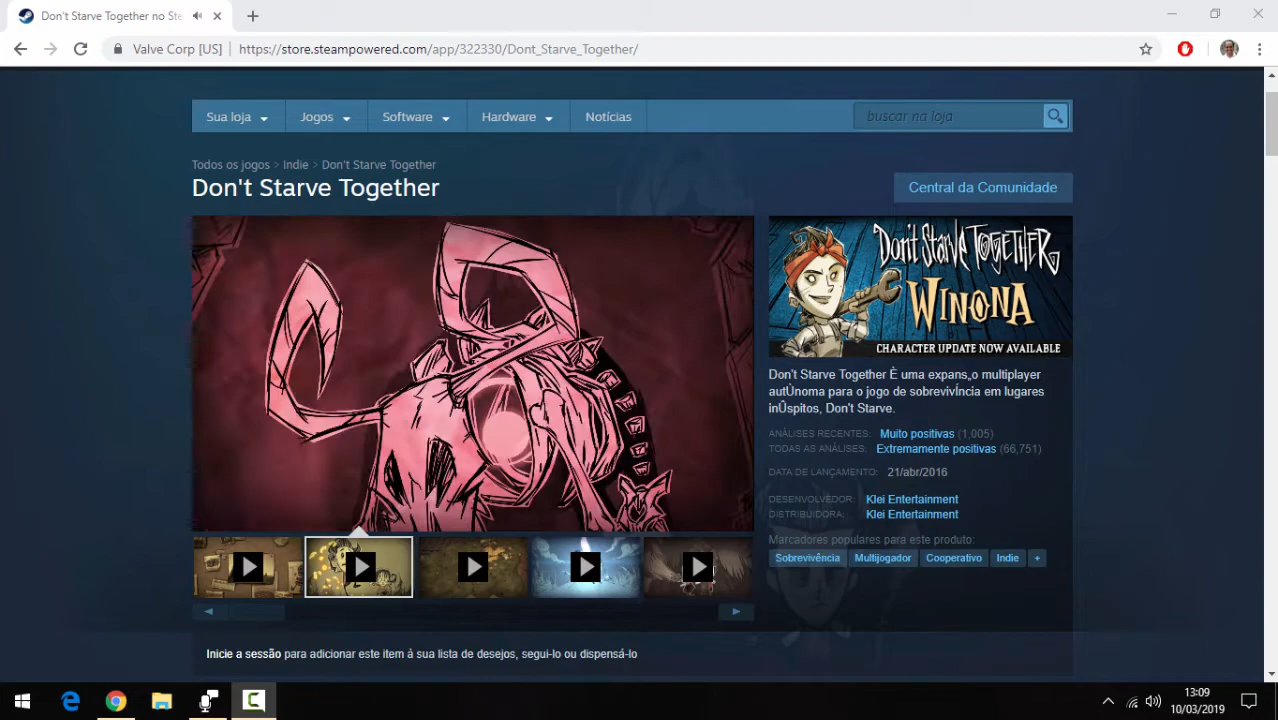 Don't Starve Together no Ste
Valve Corp [US]
https://store.steampowered.com/app/322330/Dont_Starve_Together/
Sua loja
Jogos
Software
Hardware
Notícias
buscar na loja
Todos os jogos > Indie > Don't Starve Together
Don't Starve Together
Central da Comunidade
DON'T STARVE TOGETHER
WINONA
CHARACTER UPDATE NOW AVAILABLE
Don't Starve Together È uma expans„o multiplayer
autÙnoma para o jogo de sobrevivÍncia em lugares
inÛspitos, Don't Starve.
ANÁLISES RECENTES: Muito positivas (1,005)
TODAS AS ANÁLISES: Extremamente positivas (66,751)
DATA DE LANÇAMENTO: 21/abr/2016
DESENVOLVEDOR: Klei Entertainment
DISTRIBUIDORA: Klei Entertainment
Marcadores populares para este produto:
Sobrevivência
Multijogador
Cooperativo
Indie
+
Inicie a sessão para adicionar este item à sua lista de desejos, segui-lo ou dispensá-lo
13:09
10/03/2019